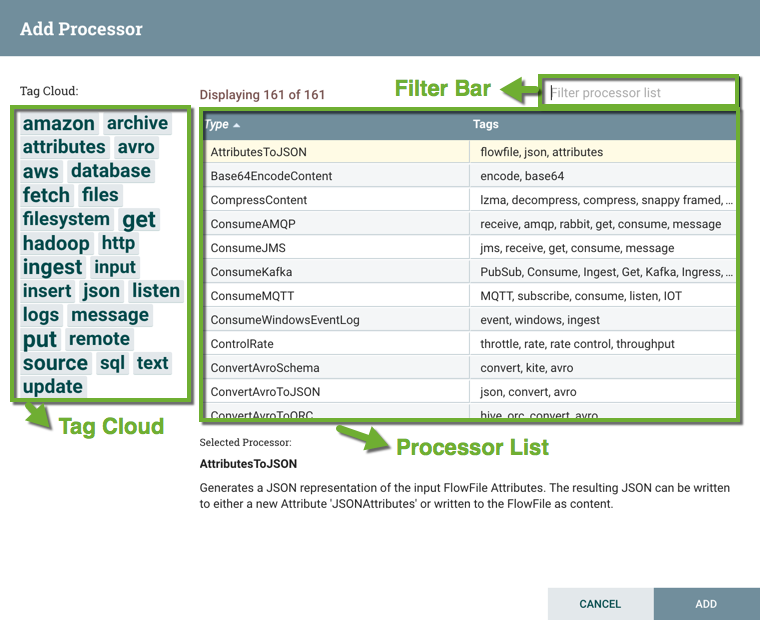 Add Processor
Tag Cloud:
Displaying 161 of 161
Filter Bar
Filter processor list
amazon archive
attributes avro
aws database
fetch files
filesystem get
hadoop http
ingest input
insert json listen
logs message
put remote
source sql text
update
Tag Cloud
Type Tags
AttributesToJSON flowfile, json, attributes
Base64EncodeContent encode, base64
CompressContent lzma, decompress, compress, snappy framed, ...
ConsumeAMQP receive, amqp, rabbit, get, consume, message
ConsumeJMS jms, receive, get, consume, message
ConsumeKafka PubSub, Consume, Ingest, Get, Kafka, Ingress, ...
ConsumeMQTT MQTT, subscribe, consume, listen, IOT
ConsumeWindowsEventLog event, windows, ingest
ControlRate throttle, rate, rate control, throughput
ConvertAvroSchema convert, kite, avro
ConvertAvroToJSON json, convert, avro
ConvertAvroToORC hive, orc, convert, avro
Processor List
Selected Processor:
AttributesToJSON
Generates a JSON representation of the input FlowFile Attributes. The resulting JSON can be written
to either a new Attribute 'JSONAttributes' or written to the FlowFile as content.
CANCEL ADD